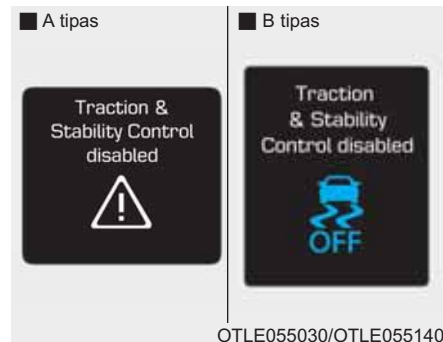 ■ A tipas
Traction &
Stability Control
disabled
■ B tipas
Traction
& Stability
Control disabled
OFF
OTLE055030/OTLE055140